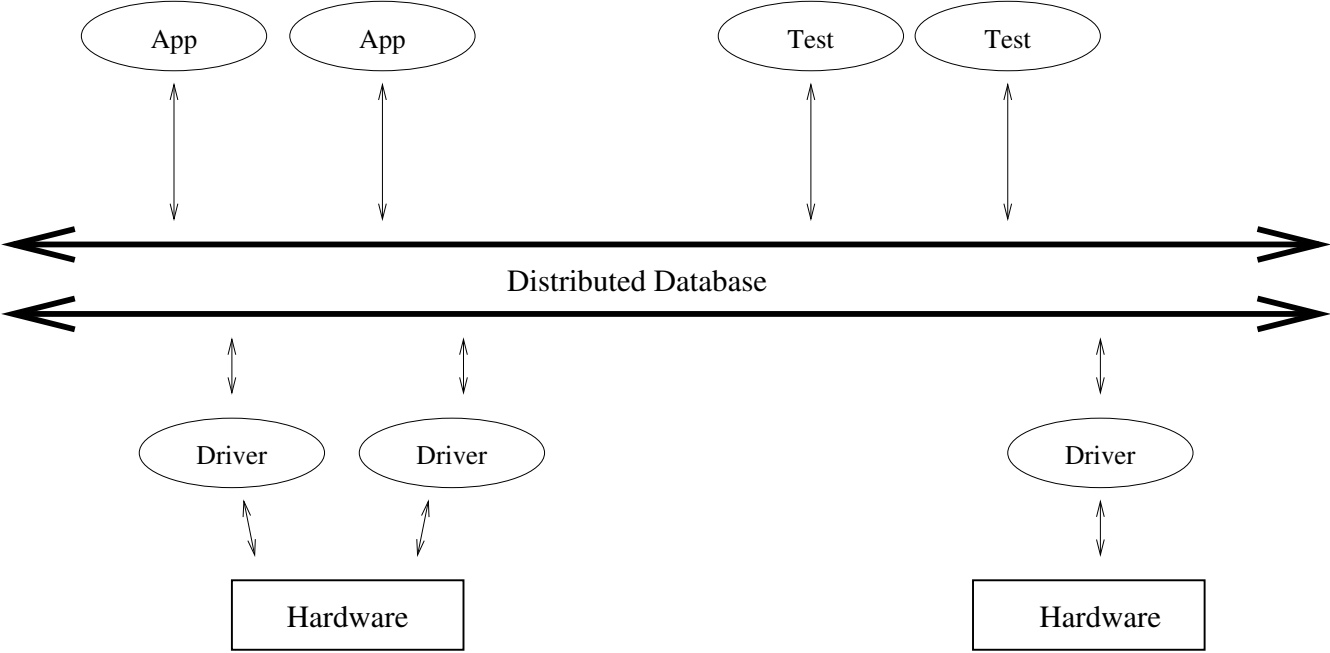 App
App
Test
Test
Distributed Database
Driver
Driver
Driver
Hardware
Hardware